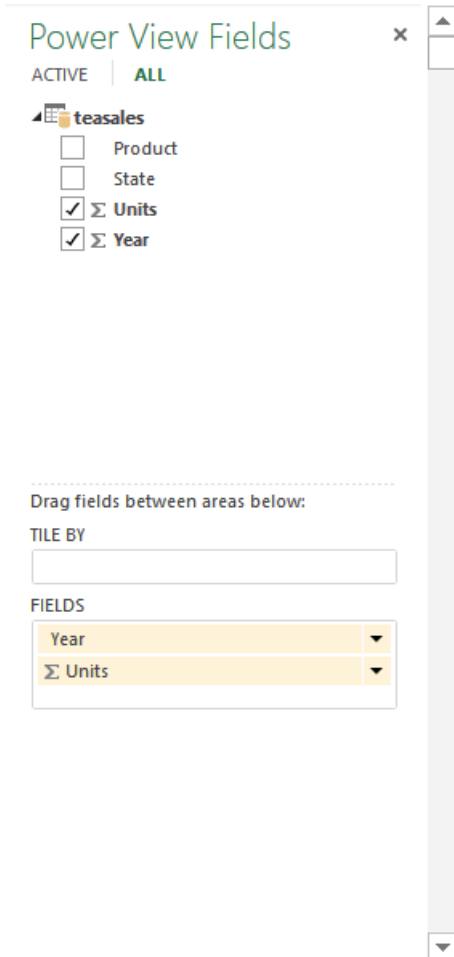 Power View Fields
ACTIVE ALL
teasales
Product
State
Σ Units
Σ Year
Drag fields between areas below:
TILE BY
FIELDS
Year
Σ Units